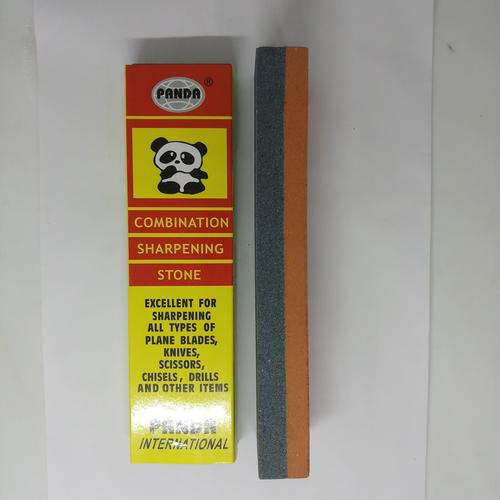 PANDA ®
COMBINATION
SHARPENING
STONE
EXCELLENT FOR
SHARPENING
ALL TYPES OF
PLANE BLADES,
KNIVES,
SCISSORS,
CHISELS, DRILLS
AND OTHER ITEMS
PANDA
INTERNATIONAL